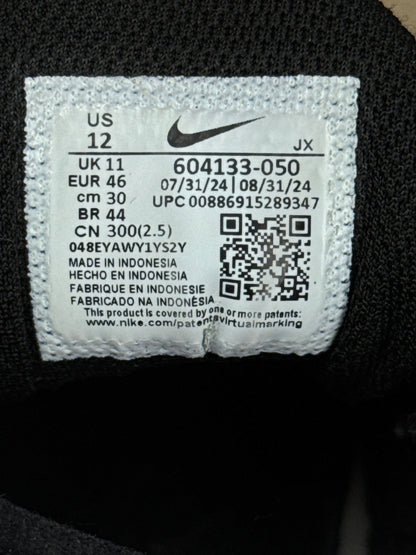 US
12
JX
UK 11
604133-050
EUR 46
07/31/24 | 08/31/24
cm 30
UPC 00886915289347
BR 44
CN 300(2.5)
048EYAWY1YS2Y
MADE IN INDONESIA
HECHO EN INDONESIA
FABRIQUE EN INDONESIE
FABRICADO NA INDONÈSIA
This product is covered by one or more patents:
www.nike.com/patentsvirtualmarking